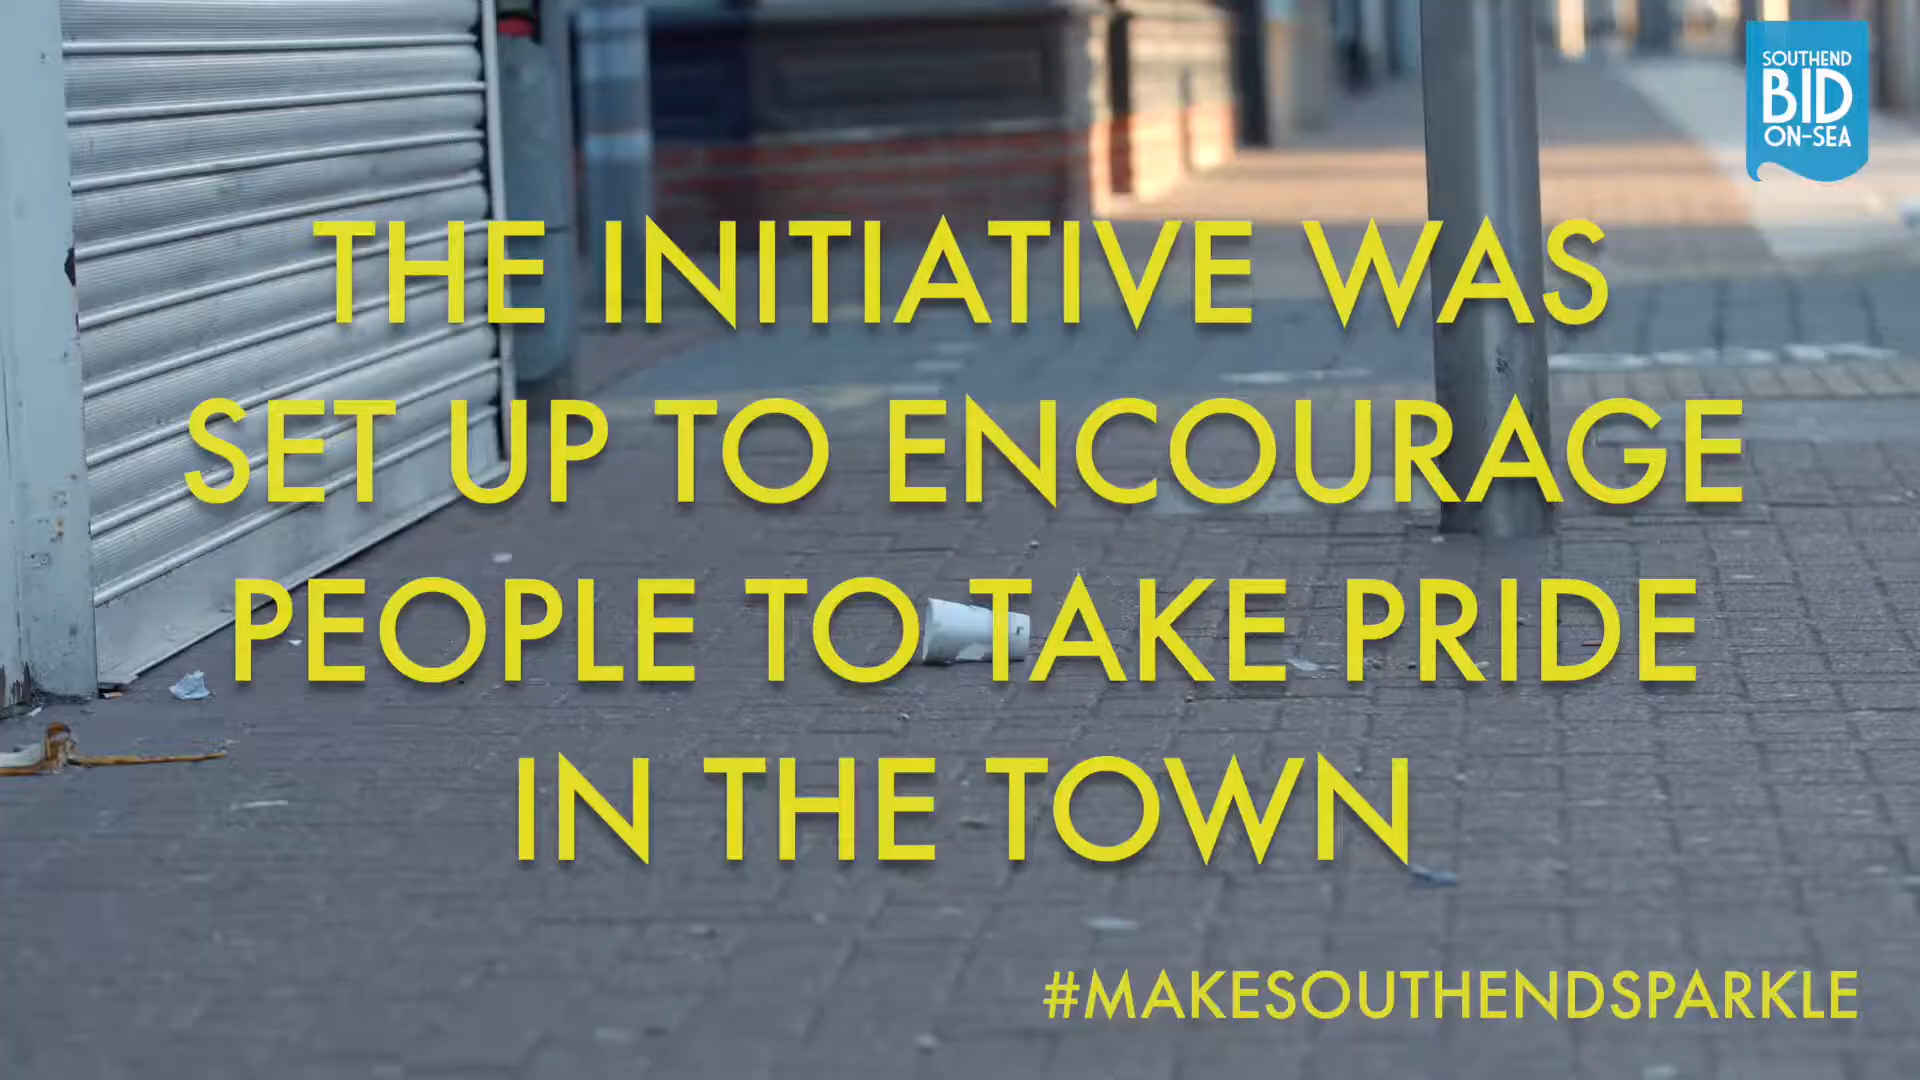 SOUTHEND
BID
ON-SEA
THE INITIATIVE WAS
SET UP TO ENCOURAGE
PEOPLE TO TAKE PRIDE
IN THE TOWN
#MAKESOUTHENDSPARKLE